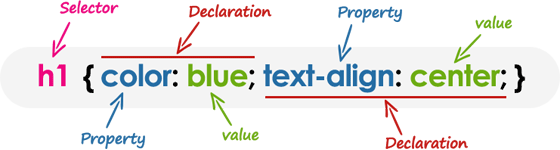 Selector
Declaration
Property
value
h1 { color: blue; text-align: center; }
Property
value
Declaration